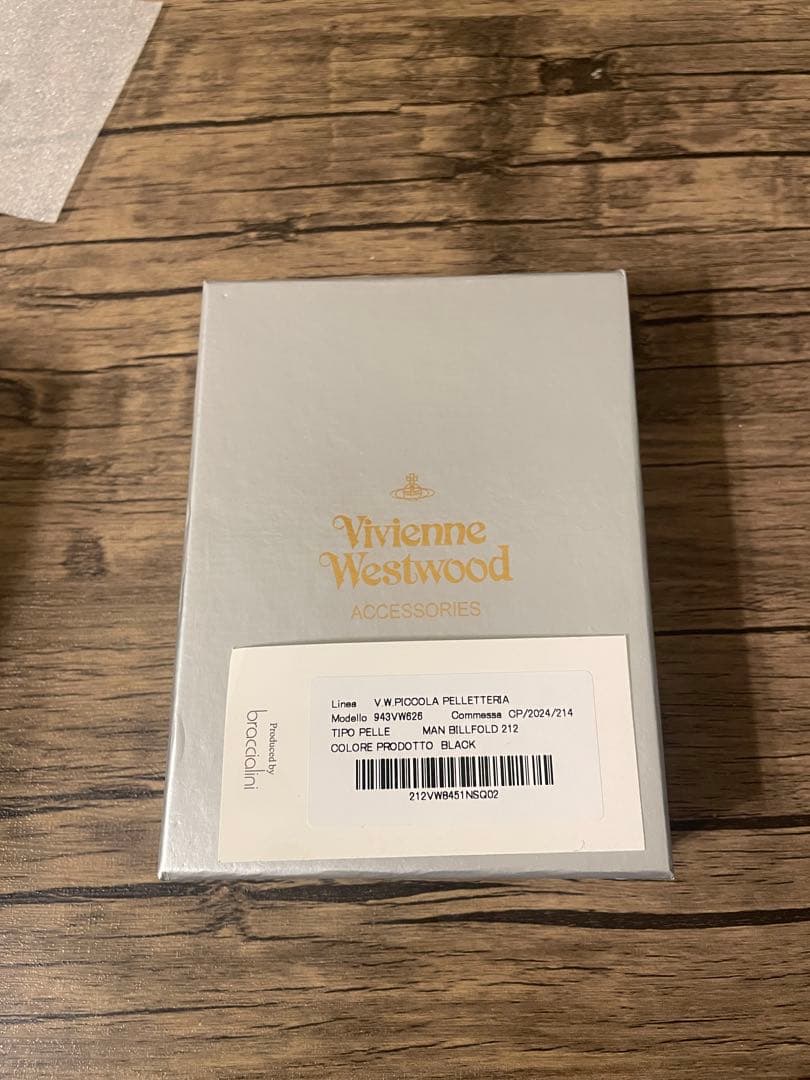 Vivienne
Westwood
ACCESSORIES
Produced by
braccialini
Linea V.W.PICCOLA PELLETTERIA
Modello 943VW626 Commessa CP/2024/214
TIPO PELLE MAN BILLFOLD 212
COLORE PRODOTTO BLACK
212VW8451NSQ02